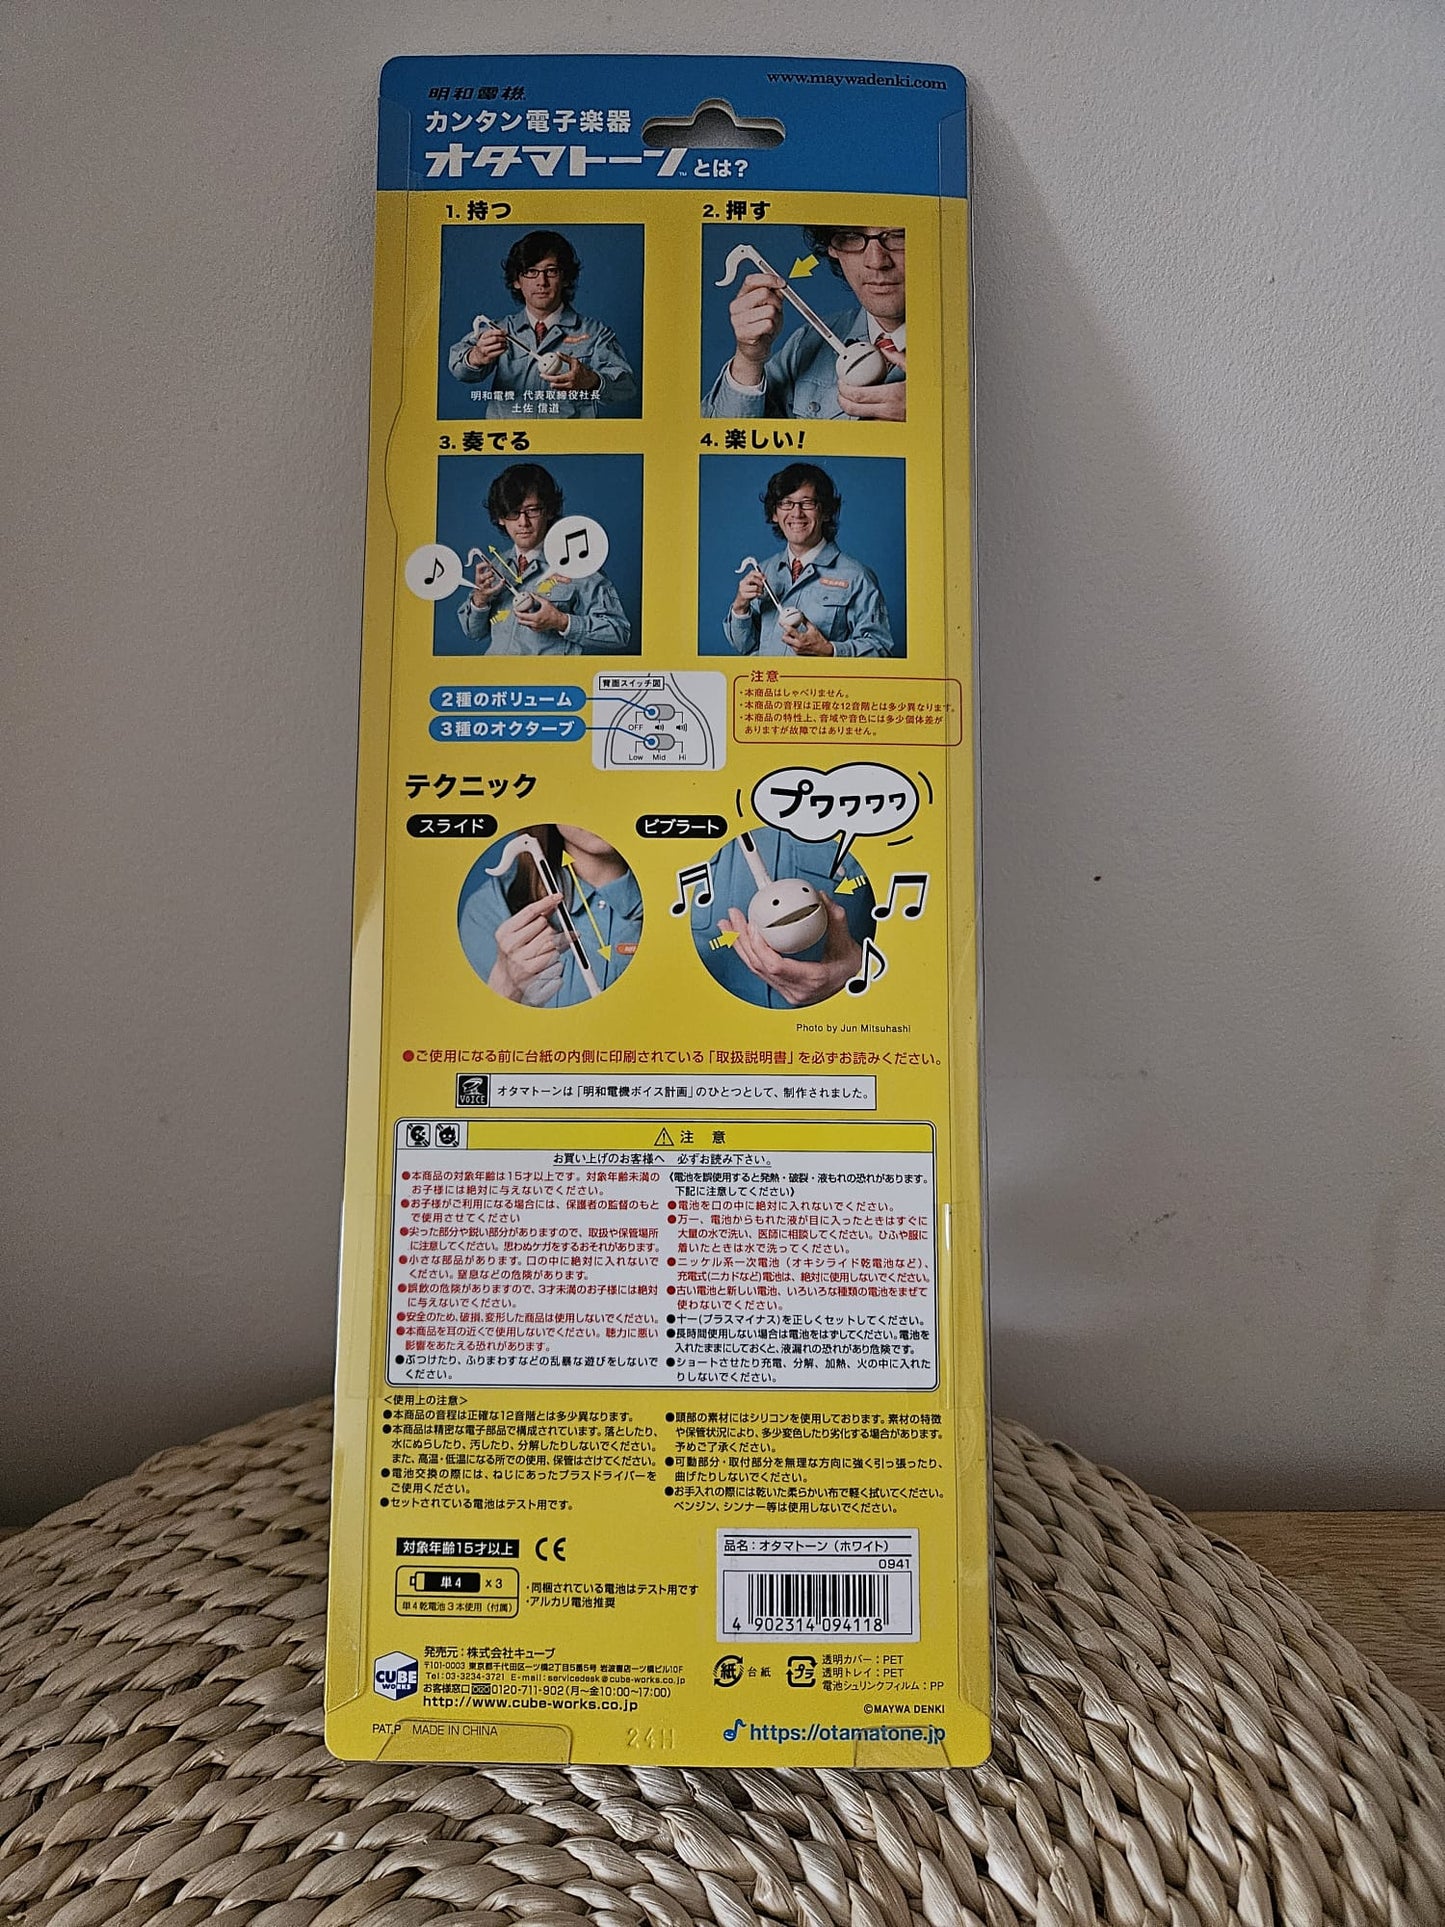 www.maywadenki.com
明和電機
カンタン電子楽器
オタマトーン™とは?
1. 持つ
2. 押す
明和電機 代表取締役社長
土佐 信道
3. 奏でる
4. 楽しい!
2種のボリューム
3種のオクターブ
背面スイッチ図
OFF
Low Mid Hi
注意
・本商品はしゃべりません。
・本商品の音程は正確な12音階とは多少異なります。
・本商品の特性上、音域や音色には多少個体差が
ありますが故障ではありません。
テクニック
スライド
ビブラート
プワワワワ
Photo by Jun Mitsuhashi
●ご使用になる前に台紙の内側に印刷されている「取扱説明書」を必ずお読みください。
VOICE
オタマトーンは「明和電機ボイス計画」のひとつとして、制作されました。
⚠注 意
お買い上げのお客様へ 必ずお読み下さい。
●本商品の対象年齢は15才以上です。対象年齢未満の
お子様には絶対に与えないでください。
●お子様がご利用になる場合には、保護者の監督のもと
で使用させてください
●尖った部分や鋭い部分がありますので、取扱や保管場所
に注意してください。思わぬケガをするおそれがあります。
●小さな部品があります。口の中に絶対に入れないで
ください。窒息などの危険があります。
●誤飲の危険がありますので、3才未満のお子様には絶対
に与えないでください。
●安全のため、破損、変形した商品は使用しないでください。
●本商品を耳の近くで使用しないでください。聴力に悪い
影響をあたえる恐れがあります。
●ぶつけたり、ふりまわすなどの乱暴な遊びをしないで
ください。
《電池を誤使用すると発熱・破裂・液もれの恐れがあります。
下記に注意してください》
●電池を口の中に絶対に入れないでください。
●万一、電池からもれた液が目に入ったときはすぐに
大量の水で洗い、医師に相談してください。ひふや服に
着いたときは水で洗ってください。
●ニッケル系一次電池(オキシライド乾電池など)、
充電式(ニカドなど)電池は、絶対に使用しないでください。
●古い電池と新しい電池、いろいろな種類の電池をまぜて
使わないでください。
●+−(プラスマイナス)を正しくセットしてください。
●長時間使用しない場合は電池をはずしてください。電池を
入れたままにしておくと、液漏れの恐れがあり危険です。
●ショートさせたり充電、分解、加熱、火の中に入れた
りしないでください。
<使用上の注意>
●本商品の音程は正確な12音階とは多少異なります。
●本商品は精密な電子部品で構成されています。落としたり、
水にぬらしたり、汚したり、分解したりしないでください。
また、高温・低温になる所での使用、保管はさけてください。
●電池交換の際には、ねじにあったプラスドライバーを
ご使用ください。
●セットされている電池はテスト用です。
●頭部の素材にはシリコンを使用しております。素材の特徴
や保管状況により、多少変色したり劣化する場合があります。
予めご了承ください。
●可動部分・取付部分を無理な方向に強く引っ張ったり、
曲げたりしないでください。
●お手入れの際には乾いた柔らかい布で軽く拭いてください。
ベンジン、シンナー等は使用しないでください。
対象年齢15才以上 CE
単4 x 3
単4乾電池3本使用(付属)
・同梱されている電池はテスト用です
・アルカリ電池推奨
品名:オタマトーン(ホワイト)
0941
4 902314 094118
CUBE WORKS
発売元:株式会社キューブ
〒101-0003 東京都千代田区一ツ橋2丁目5番5号 岩波書店一ツ橋ビル10F
Tel:03-3234-3721 E-mail:servicedesk@cube-works.co.jp
お客様窓口 0120-711-902(月〜金10:00〜17:00)
http://www.cube-works.co.jp
紙 台紙
プラ
透明カバー:PET
透明トレイ:PET
電池シュリンクフィルム:PP
©MAYWA DENKI
PAT.P MADE IN CHINA
24H
https://otamatone.jp